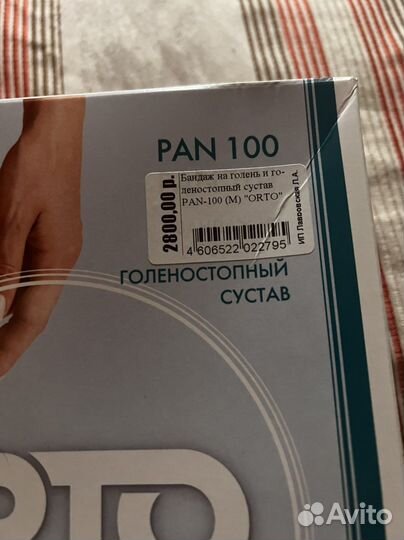 PAN 100
2800,00 р.
Бандаж на голень и го-
леностопный сустав
PAN-100 (M) "ORTO"
4 606522 022795
ИП Лавровская Л.А.
ГОЛЕНОСТОПНЫЙ
СУСТАВ
ОРТО
Avito